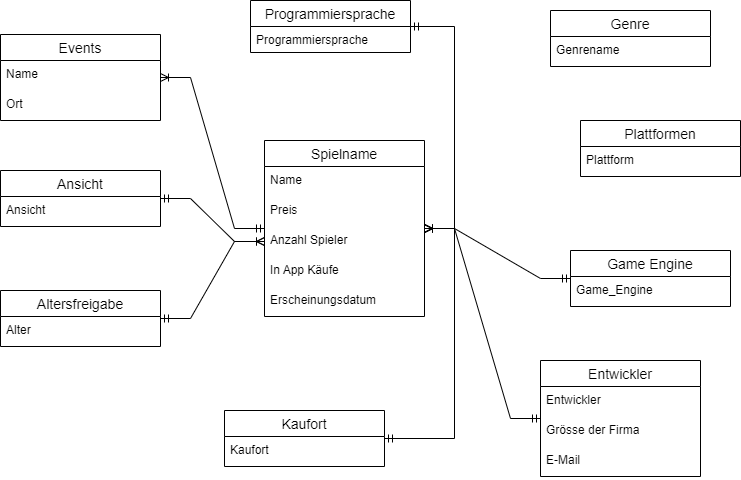 Programmiersprache
Programmiersprache
Genre
Genrename
Events
Name
Ort
Plattformen
Plattform
Spielname
Name
Preis
Anzahl Spieler
In App Käufe
Erscheinungsdatum
Ansicht
Ansicht
Game Engine
Game_Engine
Altersfreigabe
Alter
Entwickler
Entwickler
Grösse der Firma
E-Mail
Kaufort
Kaufort